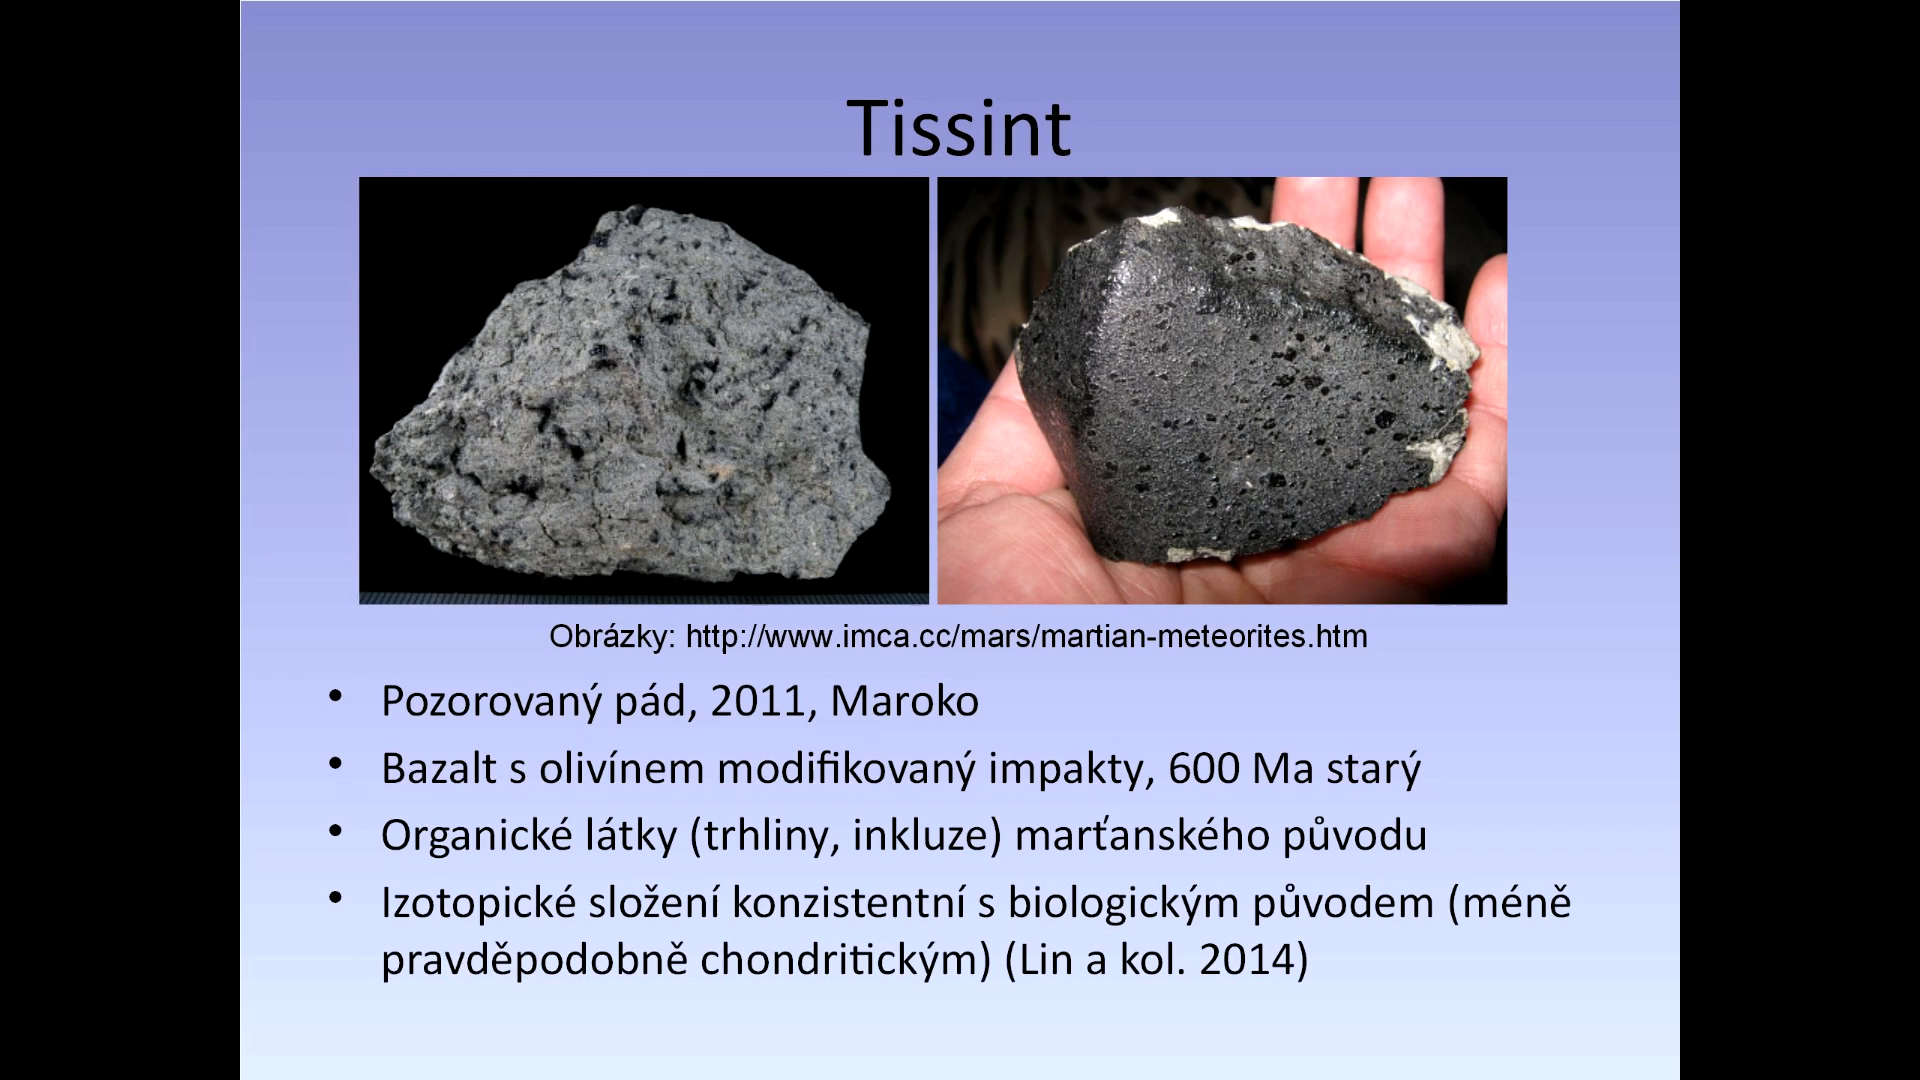 Tissint
Obrázky: http://www.imca.cc/mars/martian-meteorites.htm
• Pozorovaný pád, 2011, Maroko
• Bazalt s olivínem modifikovaný impakty, 600 Ma starý
• Organické látky (trhliny, inkluze) marťanského původu
• Izotopické složení konzistentní s biologickým původem (méně
pravděpodobně chondritickým) (Lin a kol. 2014)